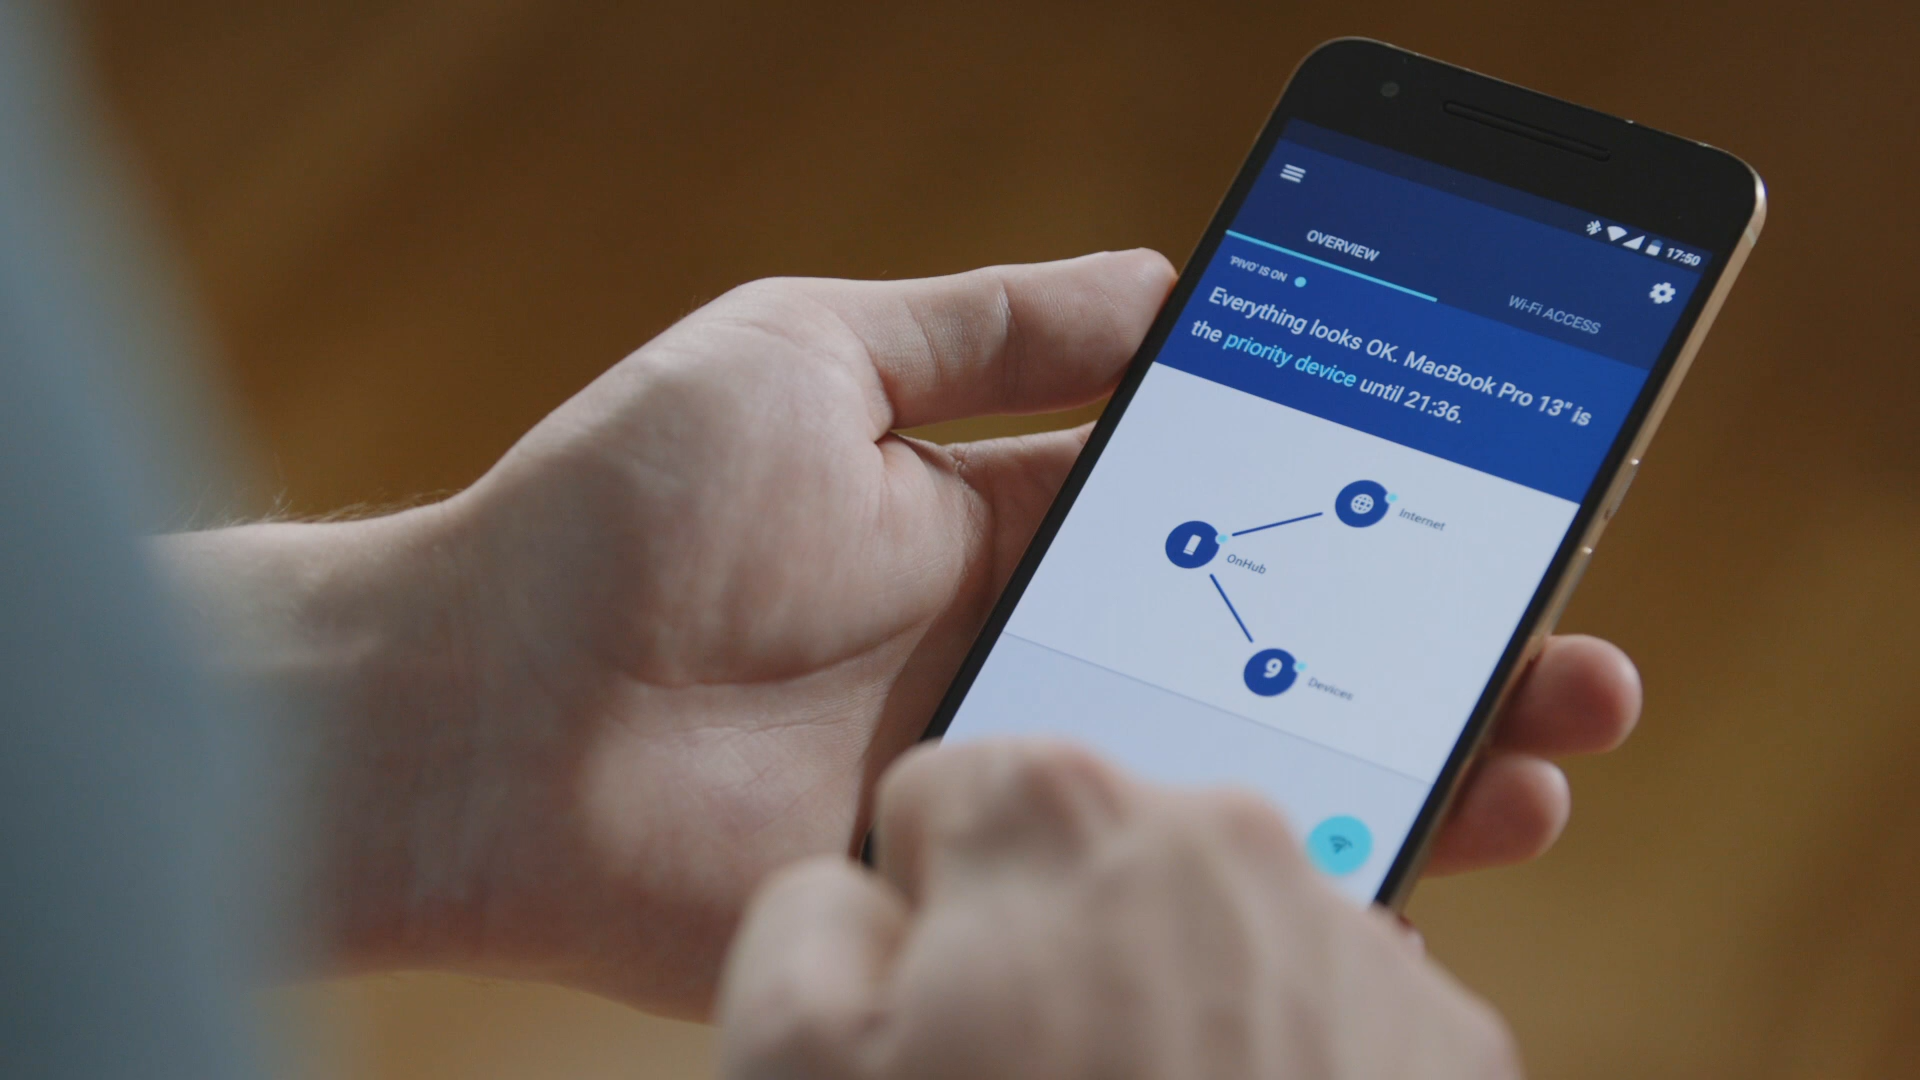 17:50
OVERVIEW
Wi-Fi ACCESS
'PIVO' IS ON
Everything looks OK. MacBook Pro 13" is
the priority device until 21:36.
Internet
OnHub
9
Devices